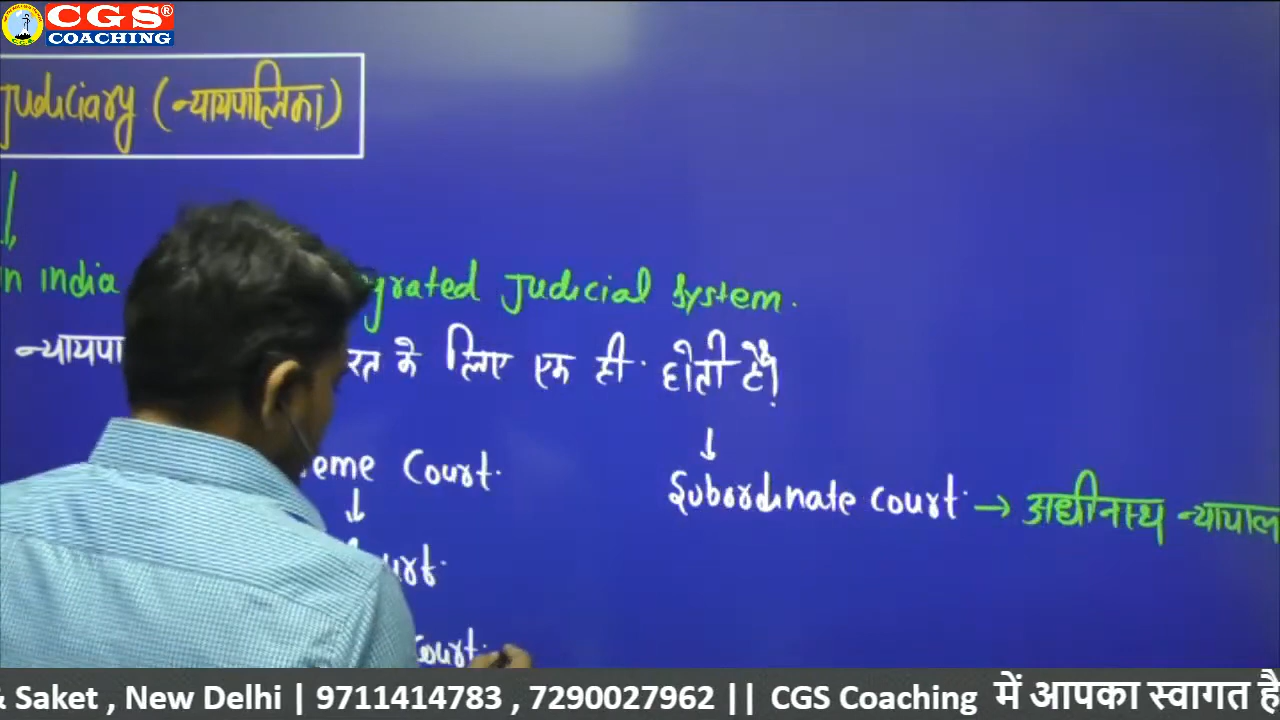 CGS®
COACHING
Judiciary (न्यायपालिका)
in india grated Judicial System.
न्यायपा रत के लिए एक ही होती है।
eme Court.
↓
↓
Subordinate Court → अधीनस्थ न्यायाल
urt.
Court.
& Saket , New Delhi | 9711414783 , 7290027962 || CGS Coaching में आपका स्वागत है